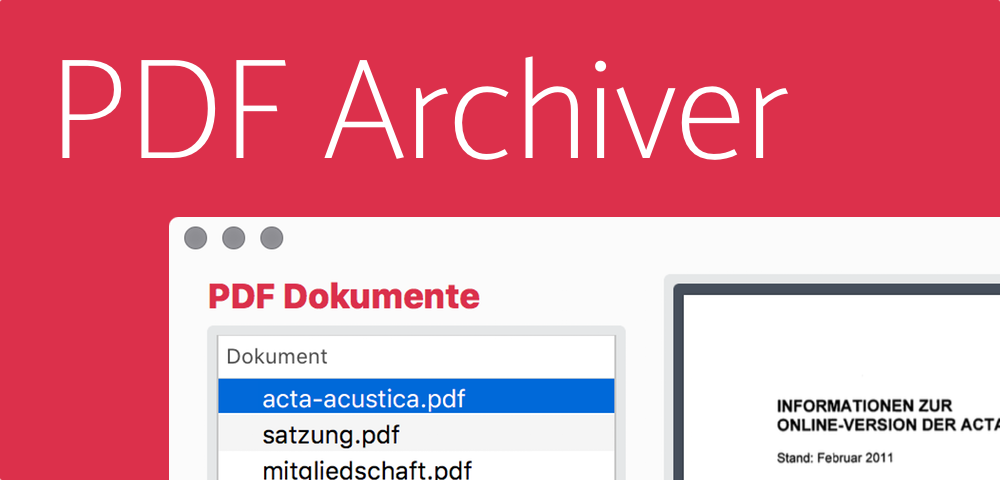 PDF Archiver
PDF Dokumente
Dokument
acta-acustica.pdf
satzung.pdf
mitgliedschaft.pdf
INFORMATIONEN ZUR
ONLINE-VERSION DER ACTA
Stand: Februar 2011